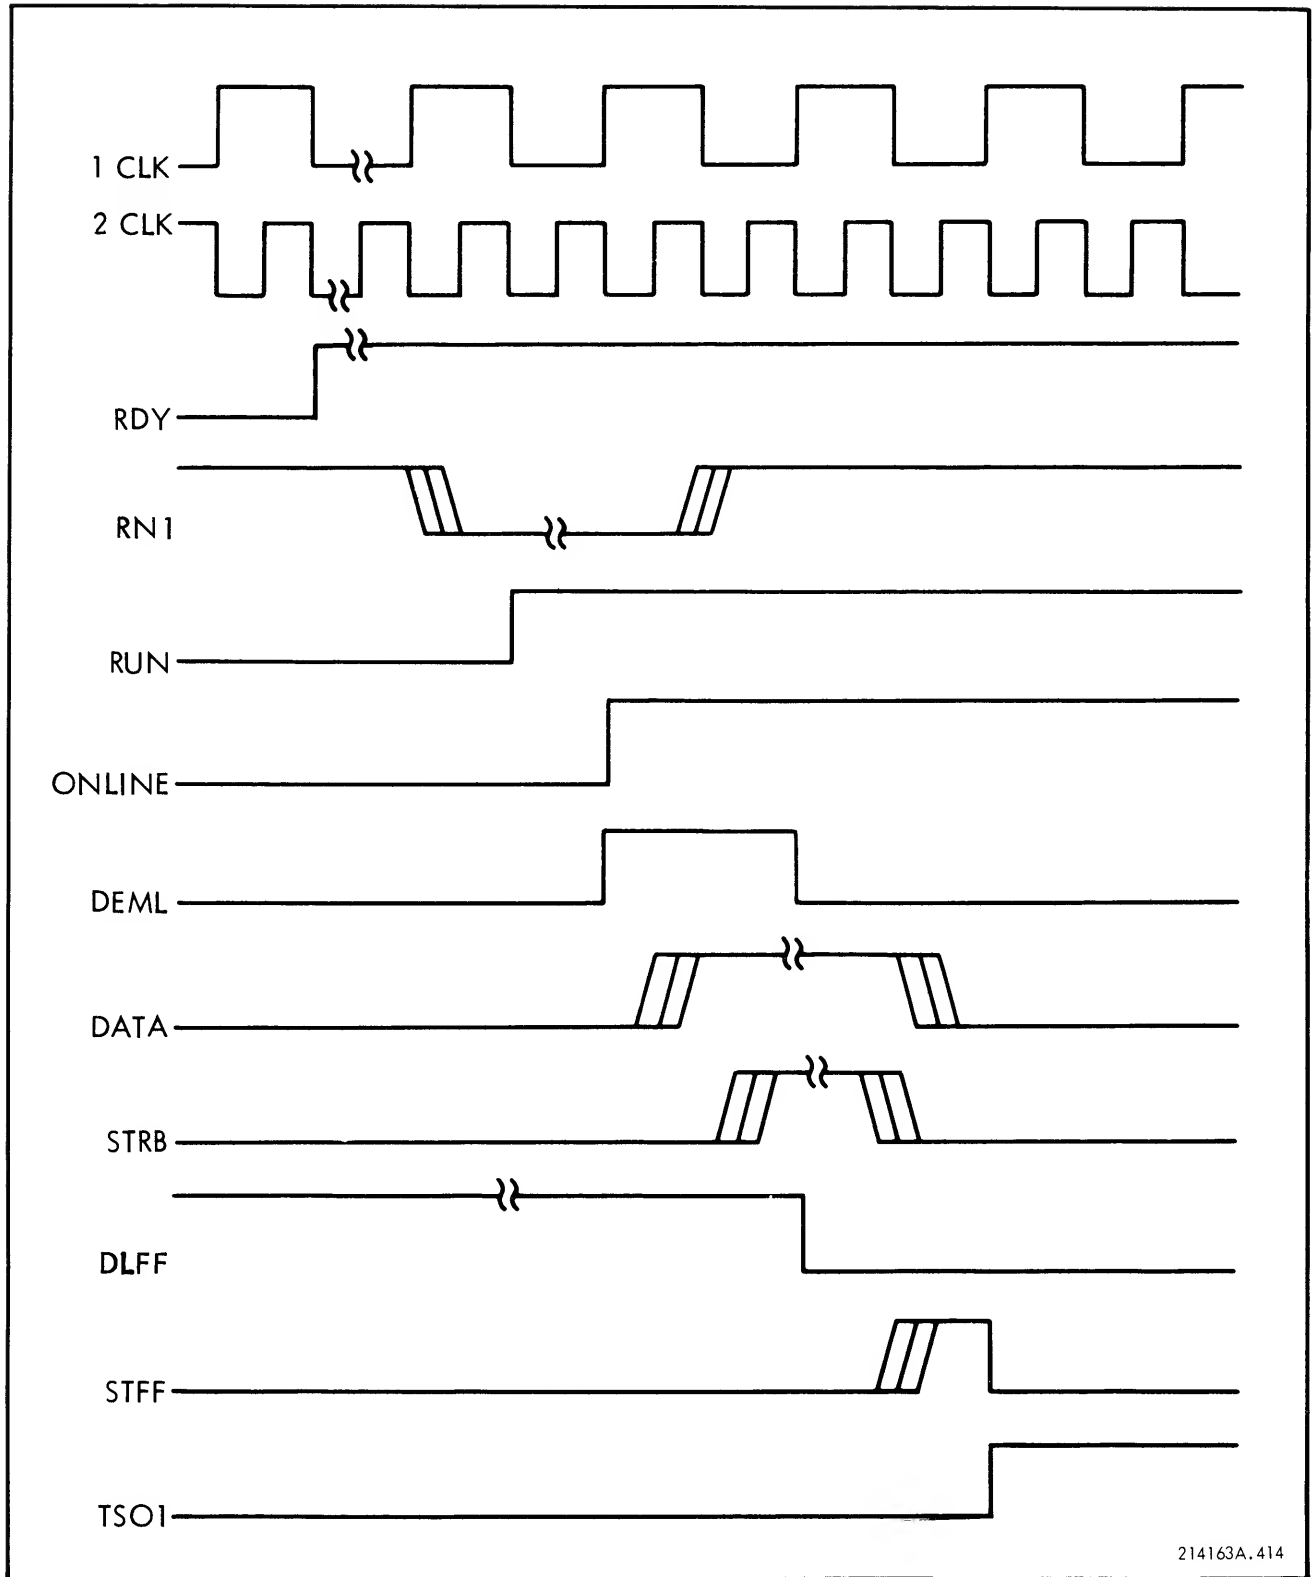 1 CLK
2 CLK
RDY
RN1
RUN
ONLINE
DEML
DATA
STRB
DLFF
STFF
TSO1
214163A.414